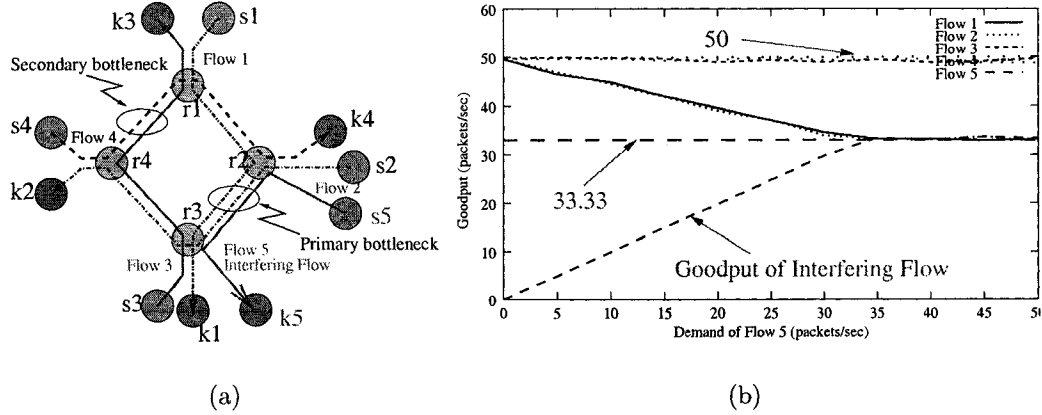 k3
s1
Flow 1
Secondary bottleneck
r1
s4
Flow 4
k4
r4
r2
s2
k2
Flow 2
r3
s5
Primary bottleneck
Flow 3
Flow 5
Interfering Flow
s3
k1
k5
(a)
60
50
40
30
20
10
0
Goodput (packets/sec)
50
Flow 1
Flow 2
Flow 3
Flow 4
Flow 5
33.33
Goodput of Interfering Flow
0 5 10 15 20 25 30 35 40 45
Demand of Flow 5 (packets/sec)
(b)